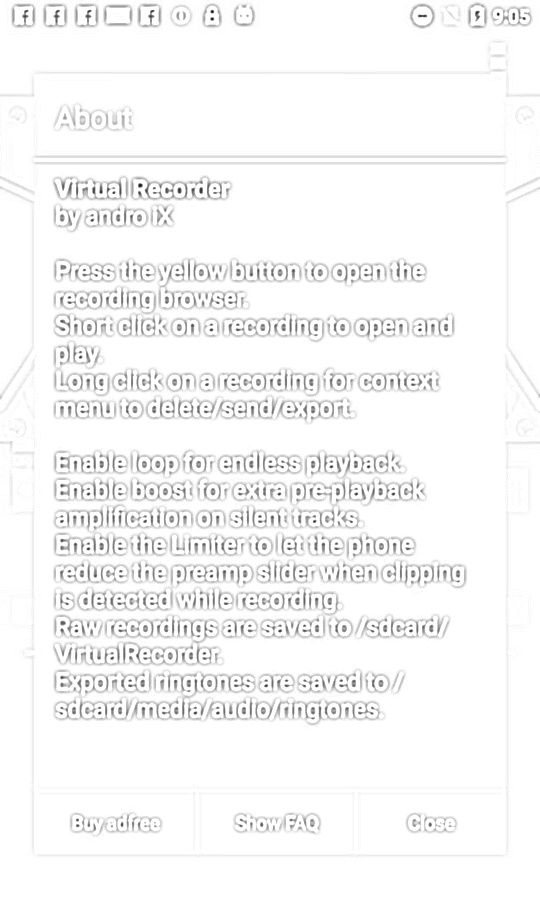 9:05
About
Virtual Recorder
by andro iX
Press the yellow button to open the
recording browser.
Short click on a recording to open and
play.
Long click on a recording for context
menu to delete/send/export.
Enable loop for endless playback.
Enable boost for extra pre-playback
amplification on silent tracks.
Enable the Limiter to let the phone
reduce the preamp slider when clipping
is detected while recording.
Raw recordings are saved to /sdcard/
VirtualRecorder.
Exported ringtones are saved to /
sdcard/media/audio/ringtones.
Buy adfree
Show FAQ
Close